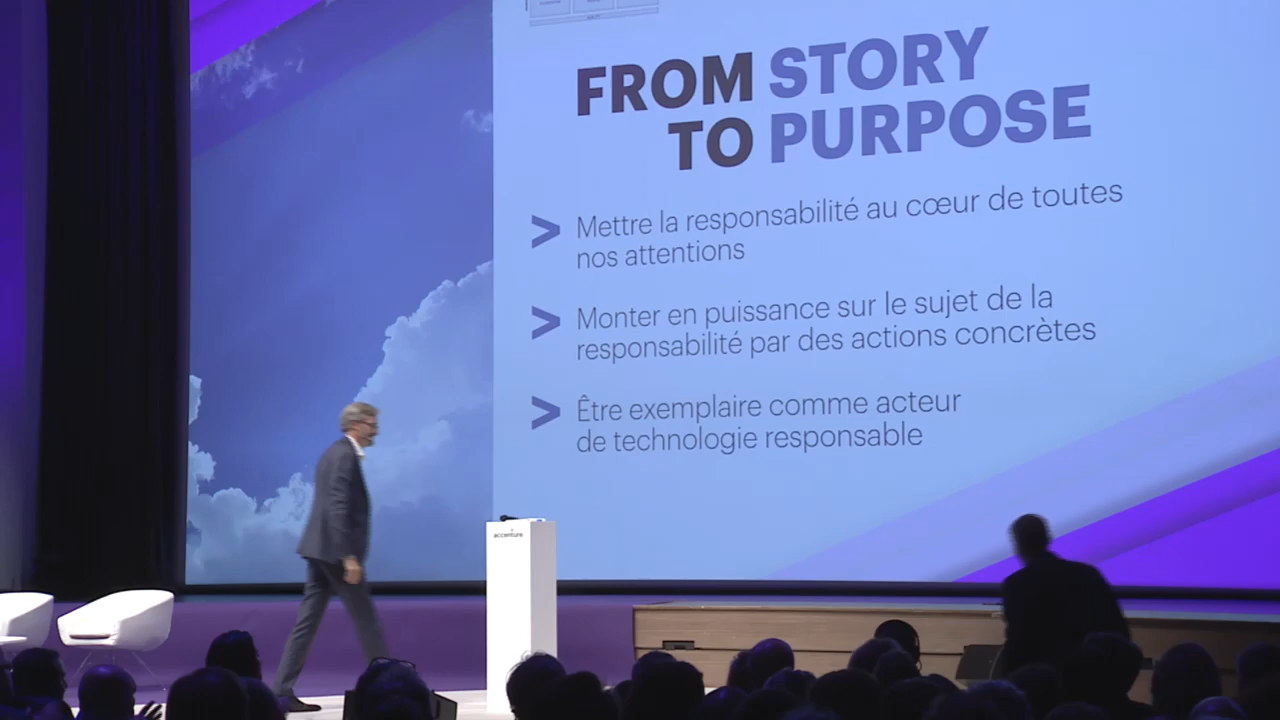 FROM STORY
TO PURPOSE
> Mettre la responsabilité au cœur de toutes
nos attentions
> Monter en puissance sur le sujet de la
responsabilité par des actions concrètes
> Être exemplaire comme acteur
de technologie responsable
accenture